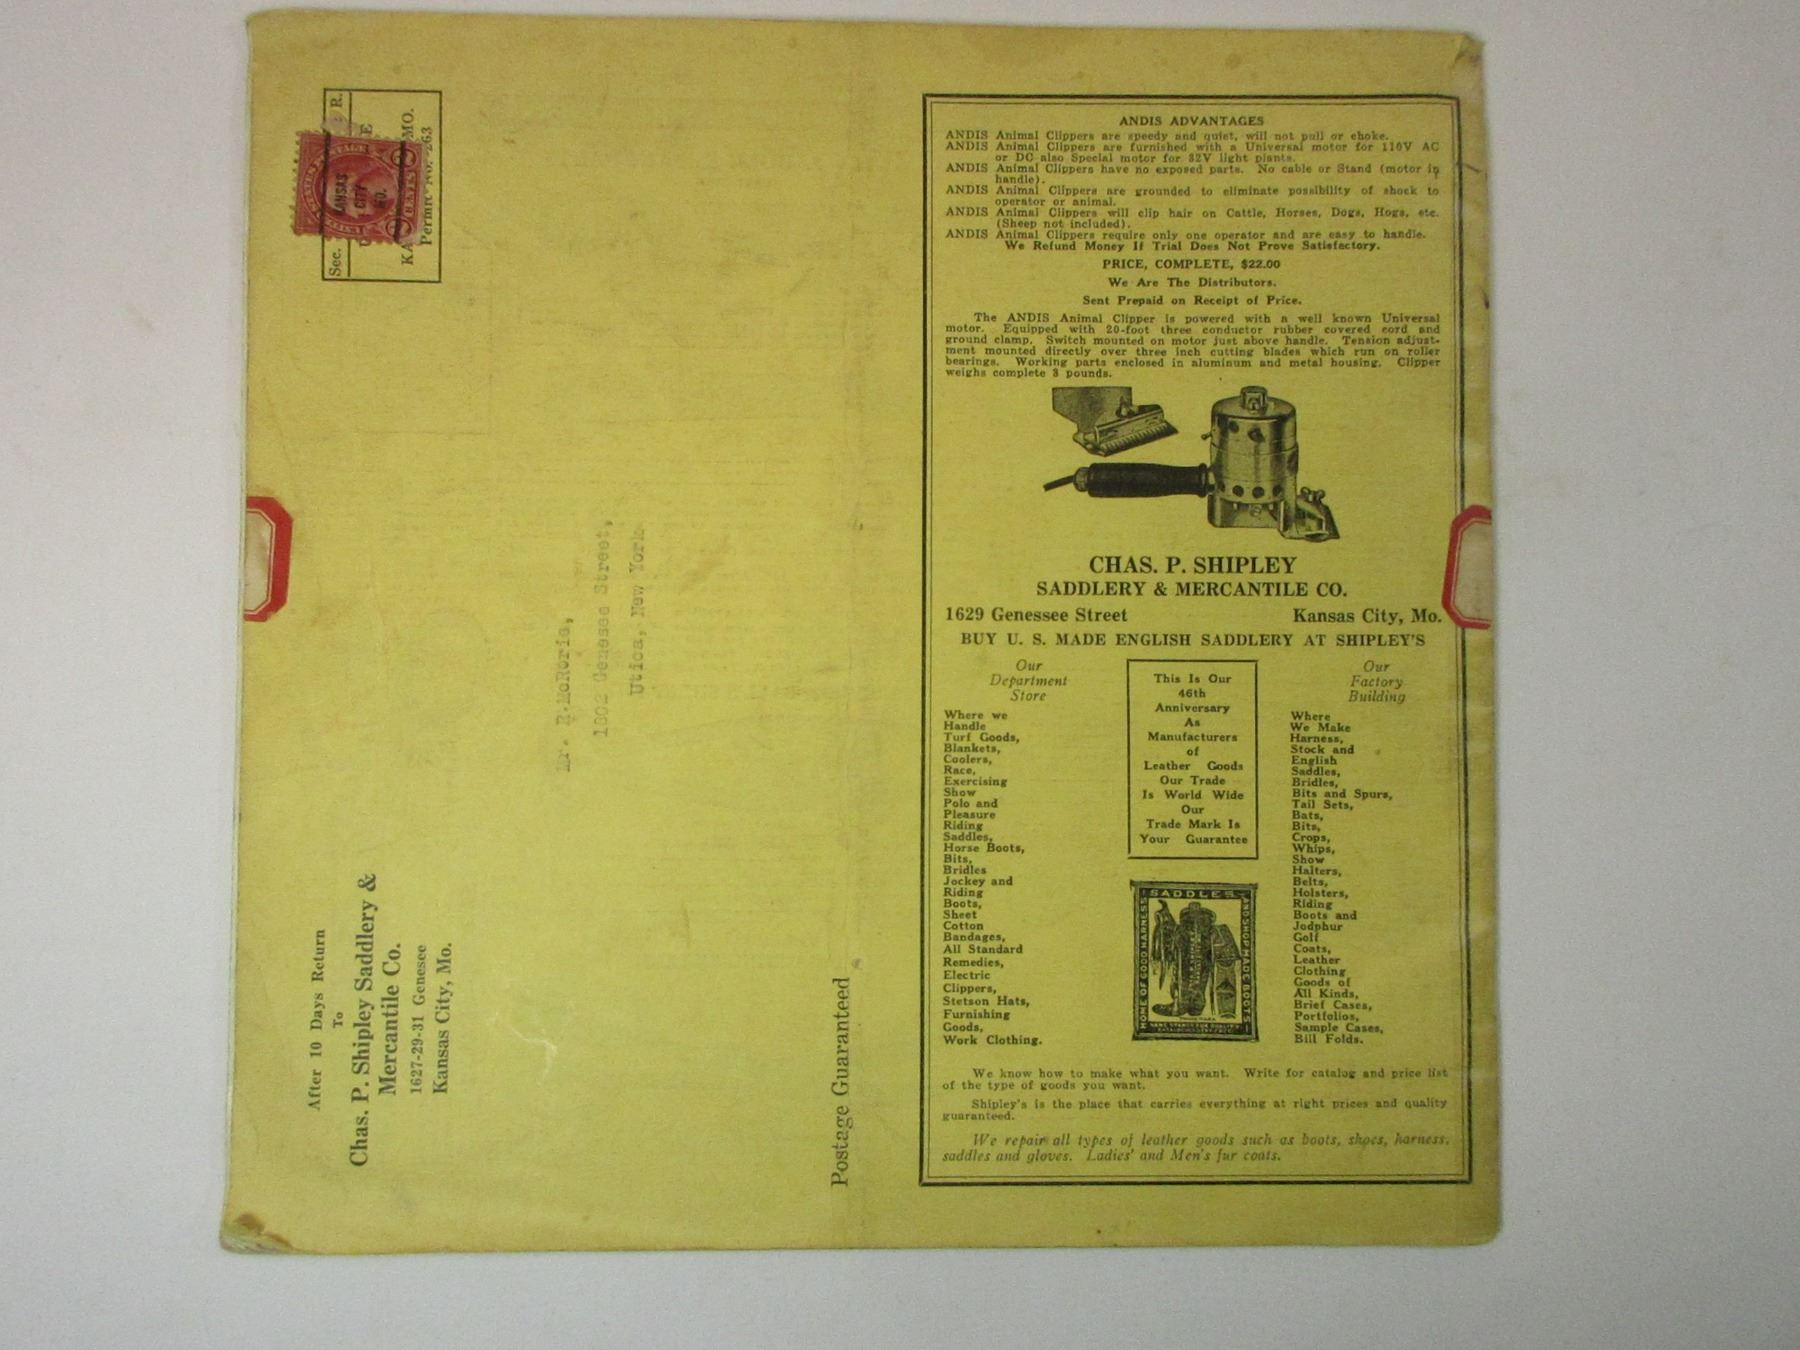 Sec.
R.
MO.
Permit No. 263
UNITED STATES POSTAGE
CENTS
KANSAS
CITY
MO.
After 10 Days Return
To
Chas. P. Shipley Saddlery &
Mercantile Co.
1627-29-31 Genesee
Kansas City, Mo.
Mr. R.McRorie,
1802 Genesee Street,
Utica, New York
Postage Guaranteed
ANDIS ADVANTAGES
ANDIS Animal Clippers are speedy and quiet, will not pull or choke.
ANDIS Animal Clippers are furnished with a Universal motor for 110V AC
or DC also Special motor for 32V light plants.
ANDIS Animal Clippers have no exposed parts. No cable or Stand (motor in
handle).
ANDIS Animal Clippers are grounded to eliminate possibility of shock to
operator or animal.
ANDIS Animal Clippers will clip hair on Cattle, Horses, Dogs, Hogs, etc.
(Sheep not included).
ANDIS Animal Clippers require only one operator and are easy to handle.
We Refund Money If Trial Does Not Prove Satisfactory.
PRICE, COMPLETE, $22.00
We Are The Distributors.
Sent Prepaid on Receipt of Price.
The ANDIS Animal Clipper is powered with a well known Universal
motor. Equipped with 20-foot three conductor rubber covered cord and
ground clamp. Switch mounted on motor just above handle. Tension adjust-
ment mounted directly over three inch cutting blades which run on roller
bearings. Working parts enclosed in aluminum and metal housing. Clipper
weighs complete 3 pounds.
CHAS. P. SHIPLEY
SADDLERY & MERCANTILE CO.
1629 Genessee Street Kansas City, Mo.
BUY U. S. MADE ENGLISH SADDLERY AT SHIPLEY'S
Our
Department
Store
Where we
Handle
Turf Goods,
Blankets,
Coolers,
Race,
Exercising
Show
Polo and
Pleasure
Riding
Saddles,
Horse Boots,
Bits,
Bridles
Jockey and
Riding
Boots,
Sheet
Cotton
Bandages,
All Standard
Remedies,
Electric
Clippers,
Stetson Hats,
Furnishing
Goods,
Work Clothing.
This Is Our
46th
Anniversary
As
Manufacturers
of
Leather Goods
Our Trade
Is World Wide
Our
Trade Mark Is
Your Guarantee
SADDLES
HOME OF GOOD HARNESS
AND SHOP MADE BOOTS
Our
Factory
Building
Where
We Make
Harness,
Stock and
English
Saddles,
Bridles,
Bits and Spurs,
Tail Sets,
Bats,
Bits,
Crops,
Whips,
Show
Halters,
Belts,
Holsters,
Riding
Boots and
Jodphur
Golf
Coats,
Leather
Clothing
Goods of
All Kinds,
Brief Cases,
Portfolios,
Sample Cases,
Bill Folds.
We know how to make what you want. Write for catalog and price list
of the type of goods you want.
Shipley's is the place that carries everything at right prices and quality
guaranteed.
We repair all types of leather goods such as boots, shoes, harness,
saddles and gloves. Ladies' and Men's fur coats.